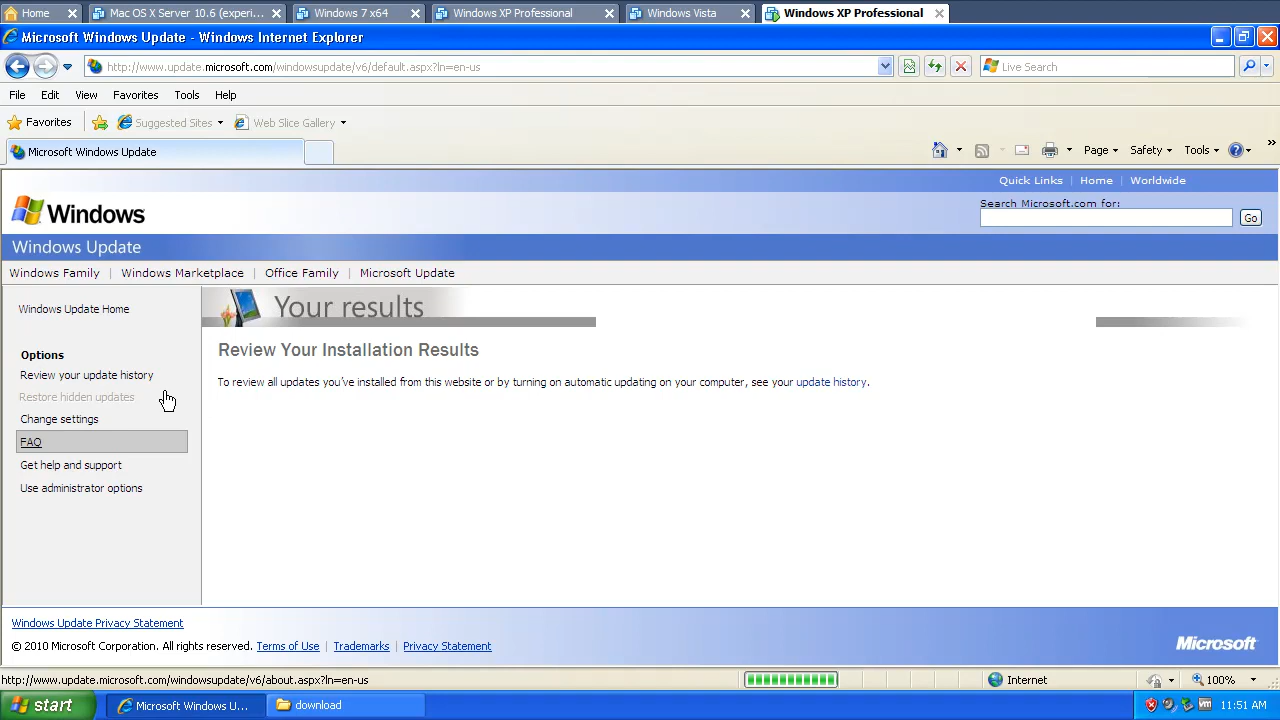 Home Mac OS X Server 10.6 (experi... Windows 7 x64 Windows XP Professional Windows Vista Windows XP Professional
Microsoft Windows Update - Windows Internet Explorer
http://www.update.microsoft.com/windowsupdate/v6/default.aspx?ln=en-us Live Search
File Edit View Favorites Tools Help
Favorites Suggested Sites Web Slice Gallery
Microsoft Windows Update Page Safety Tools
Quick Links | Home | Worldwide
Windows Search Microsoft.com for: Go
Windows Update
Windows Family | Windows Marketplace | Office Family | Microsoft Update
Windows Update Home
Options
Review your update history
Restore hidden updates
Change settings
FAQ
Get help and support
Use administrator options
Your results
Review Your Installation Results
To review all updates you've installed from this website or by turning on automatic updating on your computer, see your update history.
Windows Update Privacy Statement
© 2010 Microsoft Corporation. All rights reserved. Terms of Use | Trademarks | Privacy Statement Microsoft
http://www.update.microsoft.com/windowsupdate/v6/about.aspx?ln=en-us Internet 100%
start Microsoft Windows U... download 11:51 AM